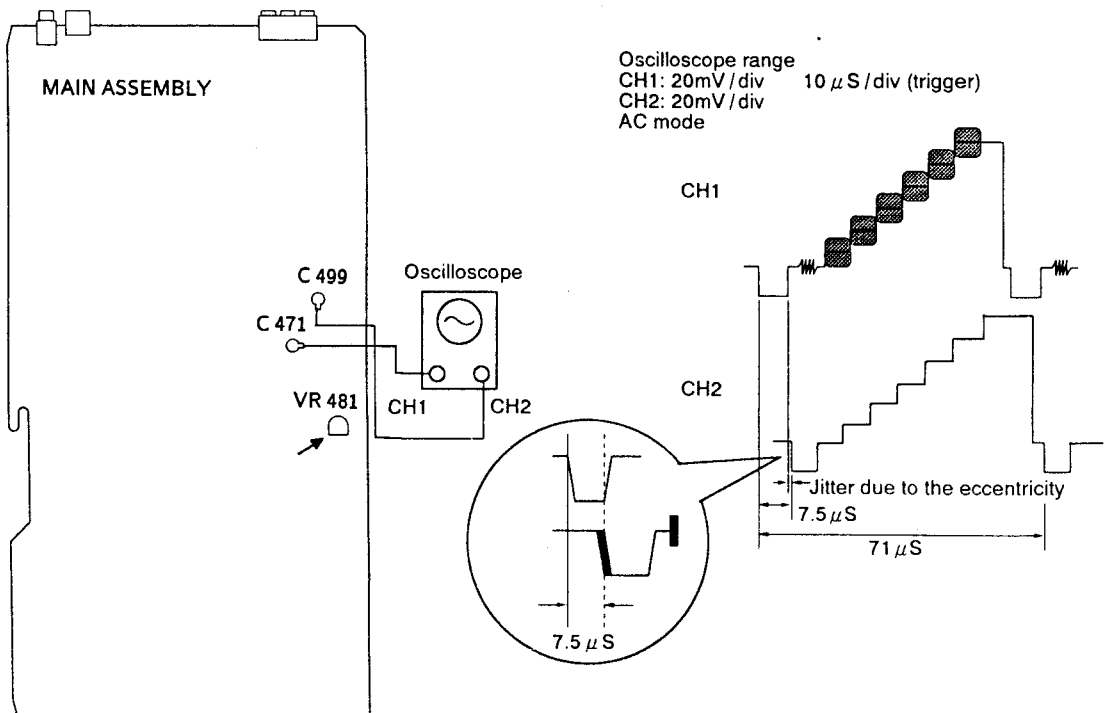 MAIN ASSEMBLY
Oscilloscope range
CH1: 20mV/div 10 μS/div (trigger)
CH2: 20mV/div
AC mode
CH1
C 499
Oscilloscope
C 471
VR 481
CH1
CH2
CH2
Jitter due to the eccentricity
7.5 μS
71 μS
7.5 μS